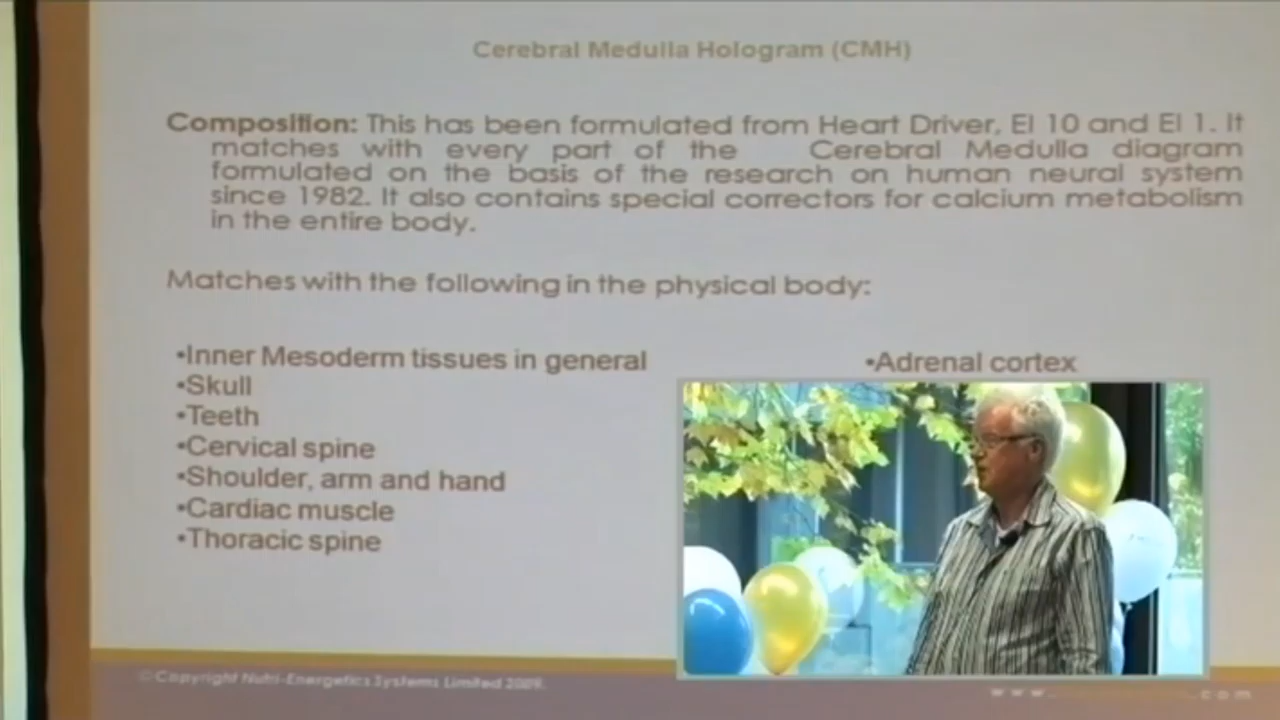 Cerebral Medulla Hologram (CMH)
Composition: This has been formulated from Heart Driver, EI 10 and EI 1. It
matches with every part of the Cerebral Medulla diagram
formulated on the basis of the research on human neural system
since 1982. It also contains special correctors for calcium metabolism
in the entire body.
Matches with the following in the physical body:
•Inner Mesoderm tissues in general
•Adrenal cortex
•Skull
•Teeth
•Cervical spine
•Shoulder, arm and hand
•Cardiac muscle
•Thoracic spine
© Copyright Nutri-Energetics Systems Limited 2009.